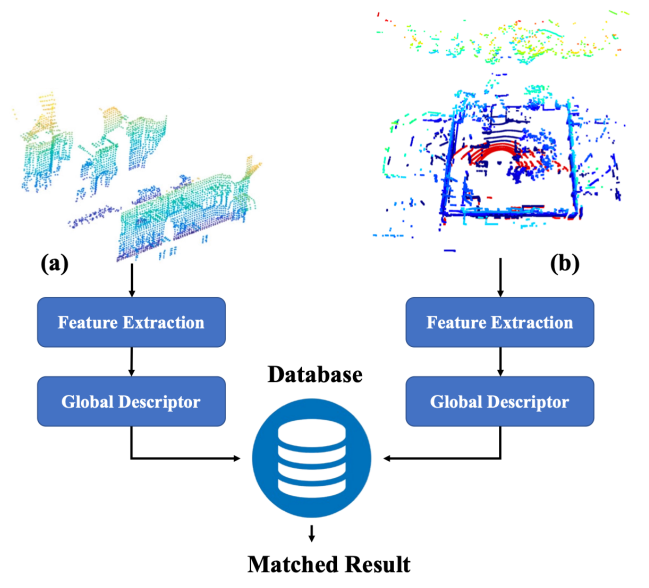 (a)
(b)
Feature Extraction
Feature Extraction
Global Descriptor
Global Descriptor
Database
Matched Result